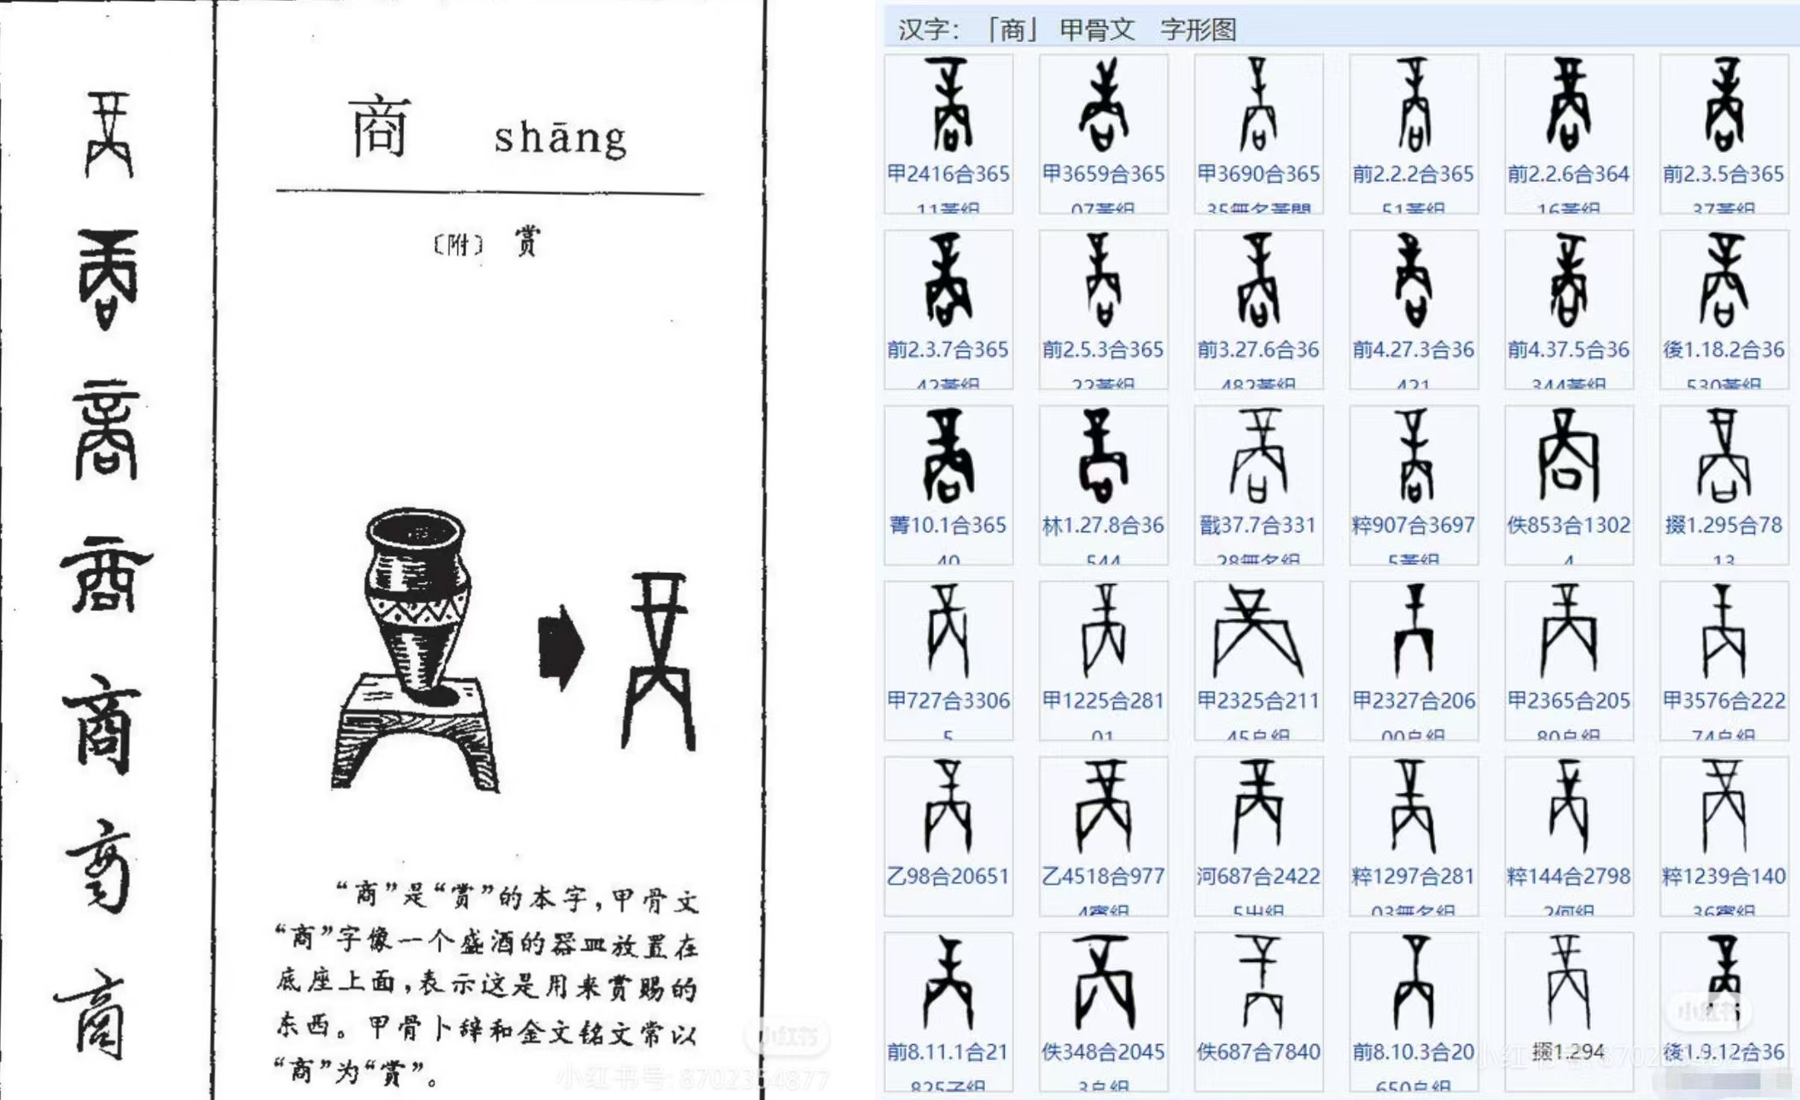 商 shāng
〔附〕 赏
“商”是“赏”的本字，甲骨文
“商”字像一个盛酒的器皿放置在
底座上面，表示这是用来赏赐的
东西。甲骨卜辞和金文铭文常以
“商”为“赏”。
小红书
小红书号: 8702354877
汉字： 「商」 甲骨文 字形图
甲2416合365
11黃组
甲3659合365
07黃组
甲3690合365
35無名黃間
前2.2.2合365
51黃组
前2.2.6合364
16黃组
前2.3.5合365
37黃组
前2.3.7合365
42黃组
前2.5.3合365
22黃组
前3.27.6合36
482黃组
前4.27.3合36
421
前4.37.5合36
344黃组
後1.18.2合36
530黃组
菁10.1合365
40
林1.27.8合36
544
戬37.7合331
28無名组
粹907合3697
5黃组
佚853合1302
4
掇1.295合78
13
甲727合3306
5
甲1225合281
01
甲2325合211
45𠂤组
甲2327合206
00𠂤组
甲2365合205
80𠂤组
甲3576合222
74𠂤组
乙98合20651
乙4518合977
4賓组
河687合2422
5出组
粹1297合281
03無名组
粹144合2798
2何组
粹1239合140
36賓组
前8.11.1合21
825子组
佚348合2045
3𠂤组
佚687合7840
前8.10.3合20
650𠂤组
掇1.294
後1.9.12合36
小红书